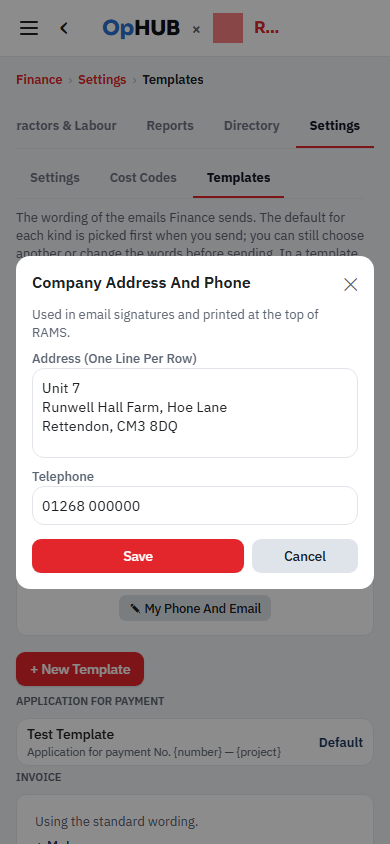 OpHUB × R...
Finance › Settings › Templates
ractors & Labour Reports Directory Settings
Settings Cost Codes Templates
The wording of the emails Finance sends. The default for
each kind is picked first when you send; you can still choose
another or change the words before sending. In a template
Company Address And Phone
Used in email signatures and printed at the top of
RAMS.
Address (One Line Per Row)
Unit 7
Runwell Hall Farm, Hoe Lane
Rettendon, CM3 8DQ
Telephone
01268 000000
Save Cancel
My Phone And Email
+ New Template
APPLICATION FOR PAYMENT
Test Template
Application for payment No. {number} — {project}
Default
INVOICE
Using the standard wording.